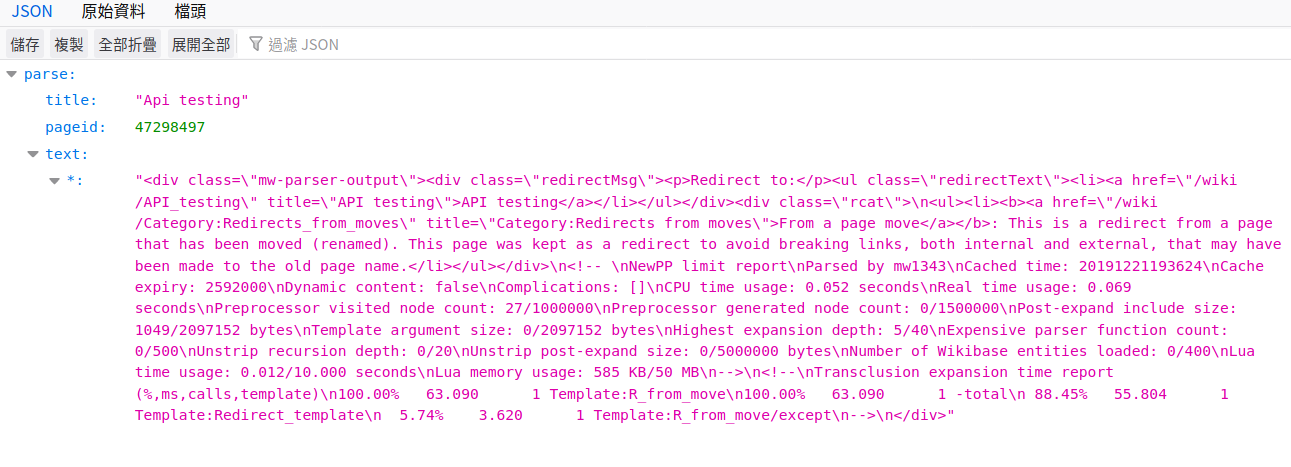 JSON 原始資料 檔頭
儲存 複製 全部折疊 展開全部 過濾 JSON
parse:
title: "Api testing"
pageid: 47298497
text:
*: "<div class=\"mw-parser-output\"><div class=\"redirectMsg\"><p>Redirect to:</p><ul class=\"redirectText\"><li><a href=\"/wiki
/API_testing\" title=\"API testing\">API testing</a></li></ul></div><div class=\"rcat\">\n<ul><li><b><a href=\"/wiki
/Category:Redirects_from_moves\" title=\"Category:Redirects from moves\">From a page move</a></b>: This is a redirect from a page
that has been moved (renamed). This page was kept as a redirect to avoid breaking links, both internal and external, that may have
been made to the old page name.</li></ul></div>\n<!-- \nNewPP limit report\nParsed by mw1343\nCached time: 20191221193624\nCache
expiry: 2592000\nDynamic content: false\nComplications: []\nCPU time usage: 0.052 seconds\nReal time usage: 0.069
seconds\nPreprocessor visited node count: 27/1000000\nPreprocessor generated node count: 0/1500000\nPost-expand include size:
1049/2097152 bytes\nTemplate argument size: 0/2097152 bytes\nHighest expansion depth: 5/40\nExpensive parser function count:
0/500\nUnstrip recursion depth: 0/20\nUnstrip post-expand size: 0/5000000 bytes\nNumber of Wikibase entities loaded: 0/400\nLua
time usage: 0.012/10.000 seconds\nLua memory usage: 585 KB/50 MB\n-->\n<!--\nTransclusion expansion time report
(%,ms,calls,template)\n100.00%   63.090      1 Template:R_from_move\n100.00%   63.090      1 -total\n 88.45%   55.804      1
Template:Redirect_template\n  5.74%    3.620      1 Template:R_from_move/except\n-->\n</div>"